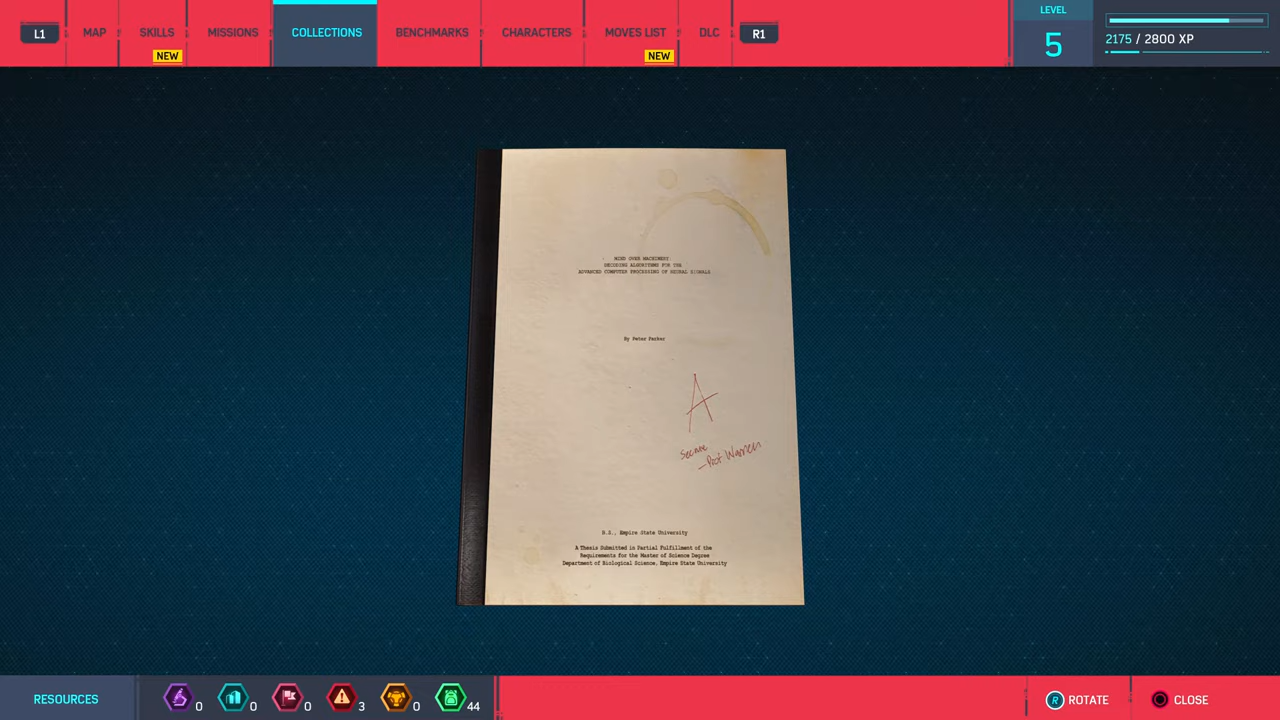 L1 MAP SKILLS MISSIONS COLLECTIONS BENCHMARKS CHARACTERS MOVES LIST DLC R1
NEW NEW
LEVEL
5
2175 / 2800 XP
MIND OVER MACHINERY:
DECODING ALGORITHMS FOR THE
ADVANCED COMPUTER PROCESSING OF NEURAL SIGNALS
By Peter Parker
A
-Prof Warren
B.S., Empire State University
A Thesis Submitted in Partial Fulfillment of the
Requirements for the Master of Science Degree
Department of Biological Science, Empire State University
RESOURCES 0 0 0 3 0 44
R ROTATE CLOSE